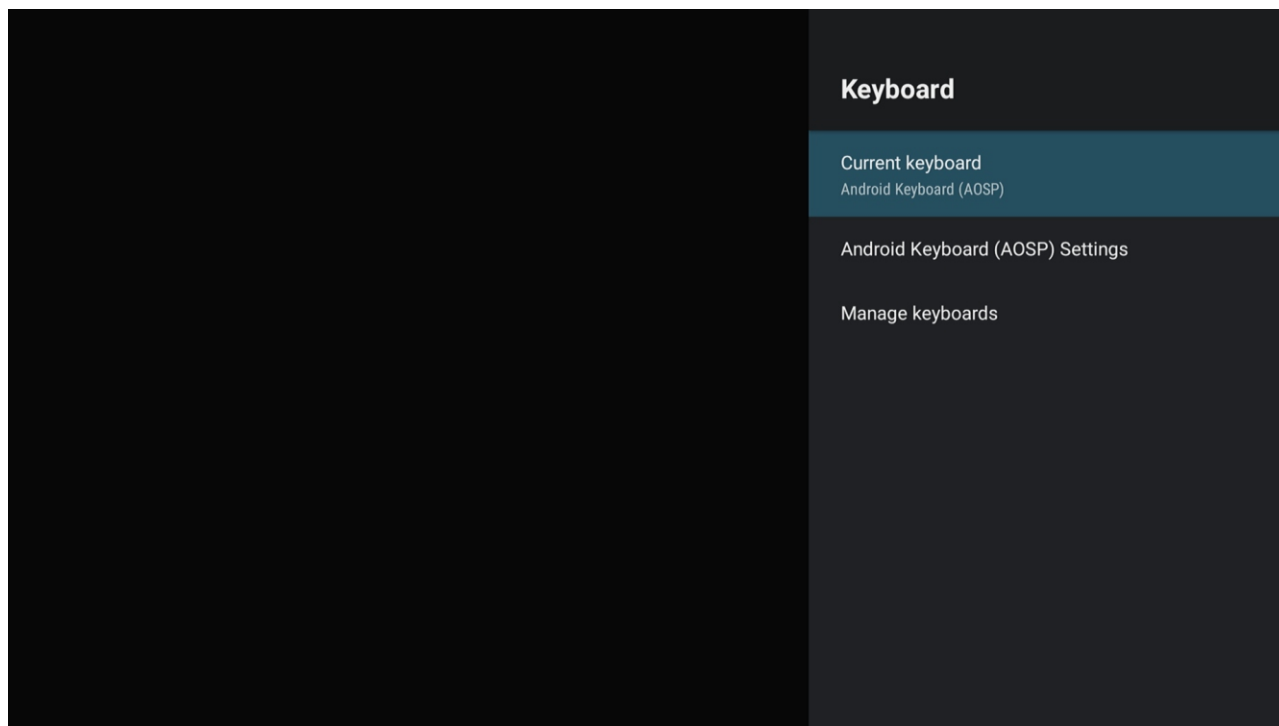 Keyboard
Current keyboard
Android Keyboard (AOSP)
Android Keyboard (AOSP) Settings
Manage keyboards